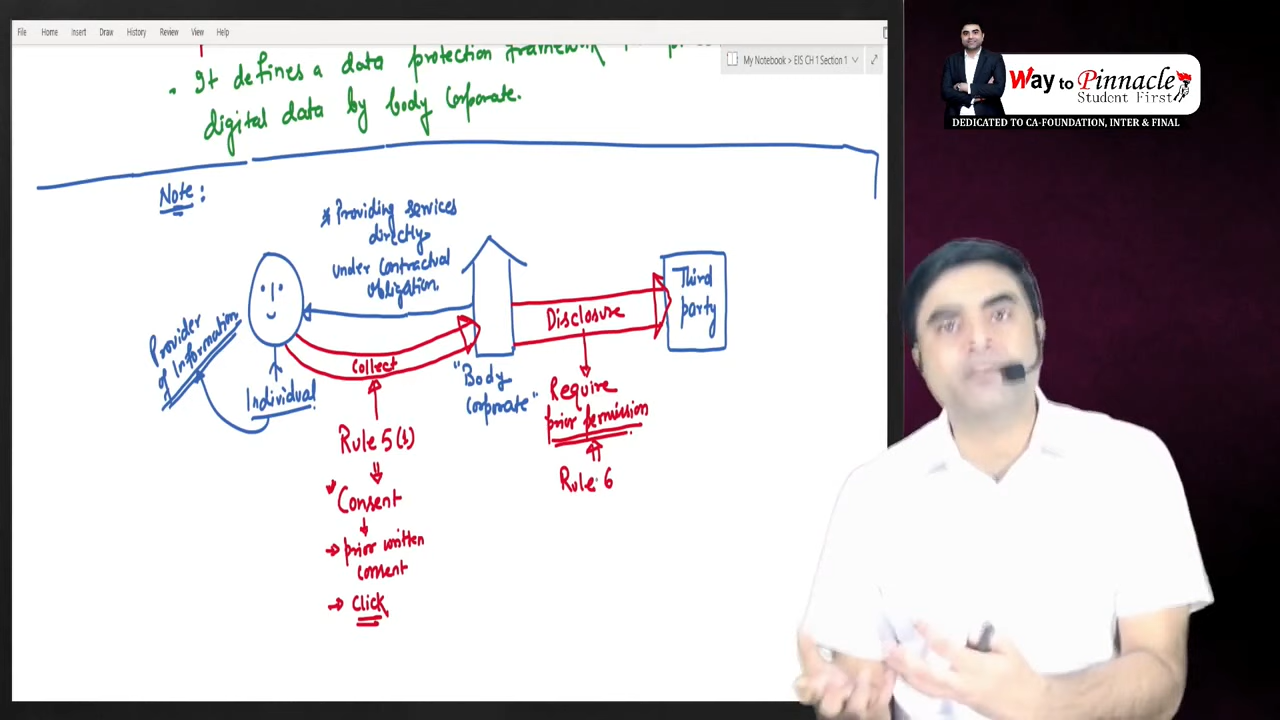 File Home Insert Draw History Review View Help
My Notebook > EIS CH 1 Section 1
· It defines a data protection framework
digital data by body Corporate.
Note:
* Providing services
directly
under Contractual
obligation.
Provider
of Information
Individual
Collect
"Body
Corporate"
Disclosure
Third
party
Require
prior permission
Rule 6
Rule 5(1)
Consent
→ prior written
consent
→ Click
Way to Pinnacle
Student First
DEDICATED TO CA-FOUNDATION, INTER & FINAL